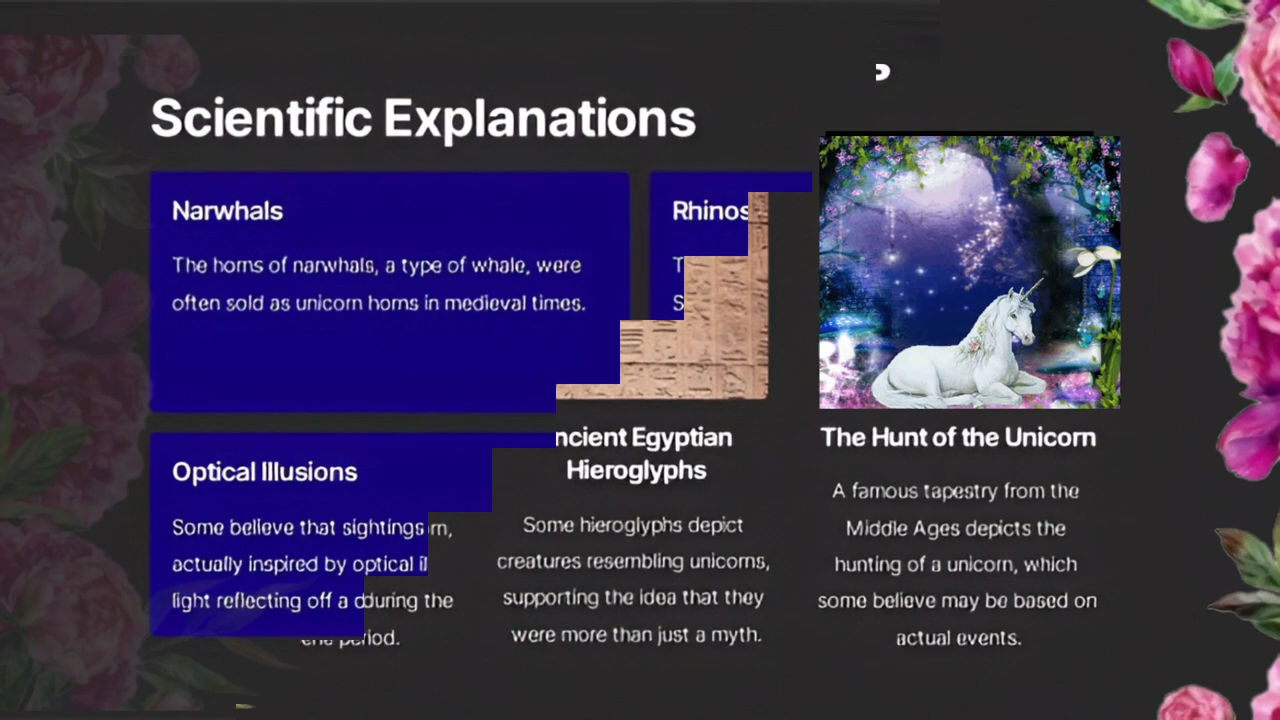 Scientific Explanations
Narwhals
The horns of narwhals, a type of whale, were
often sold as unicorn horns in medieval times.
Rhinos
Optical Illusions
Some believe that sightings
actually inspired by optical
light reflecting off a
during the
period.
ncient Egyptian
Hieroglyphs
Some hieroglyphs depict
creatures resembling unicorns,
supporting the idea that they
were more than just a myth.
The Hunt of the Unicorn
A famous tapestry from the
Middle Ages depicts the
hunting of a unicorn, which
some believe may be based on
actual events.